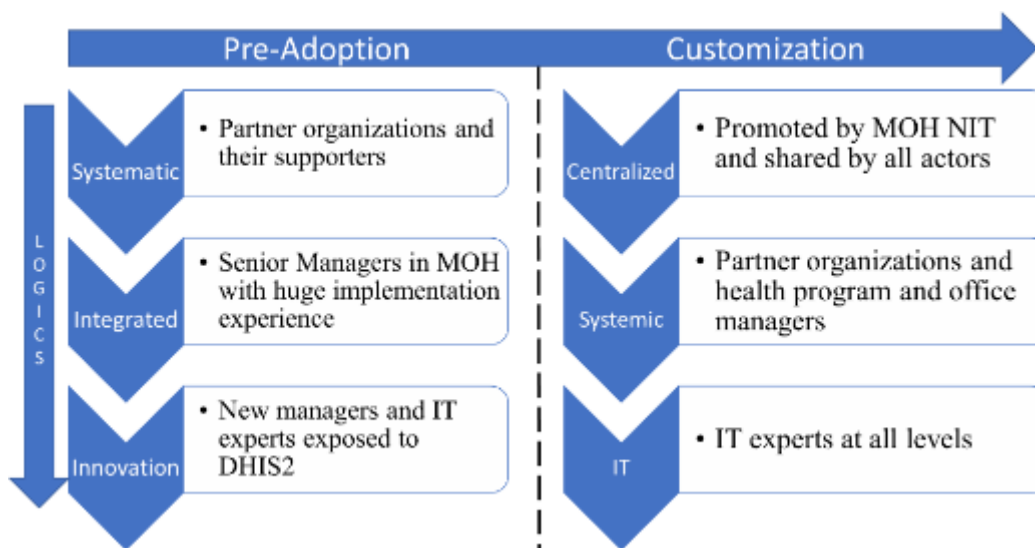 Pre-Adoption
Customization
LOGICS
Systematic
• Partner organizations and
their supporters
Integrated
• Senior Managers in MOH
with huge implementation
experience
Innovation
• New managers and IT
experts exposed to
DHIS2
Centralized
• Promoted by MOH NIT
and shared by all actors
Systemic
• Partner organizations and
health program and office
managers
IT
• IT experts at all levels